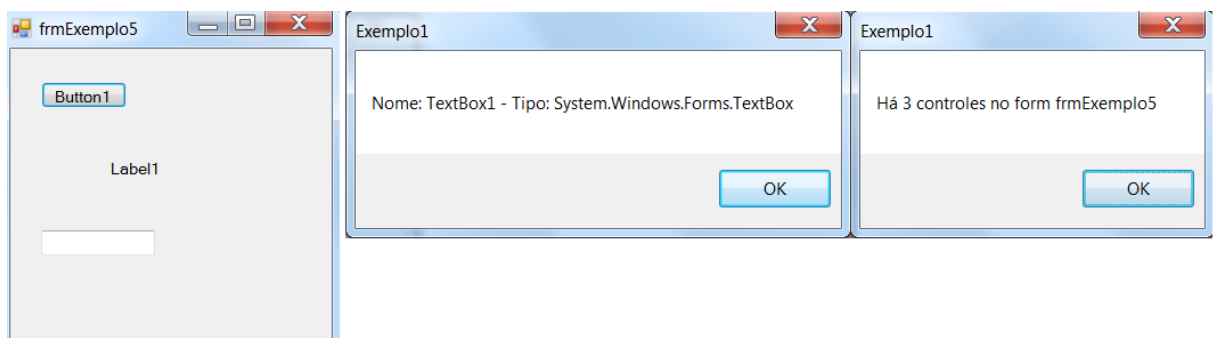 frmExemplo5
Button1
Label1
Exemplo1
Nome: TextBox1 - Tipo: System.Windows.Forms.TextBox
OK
Exemplo1
Há 3 controles no form frmExemplo5
OK